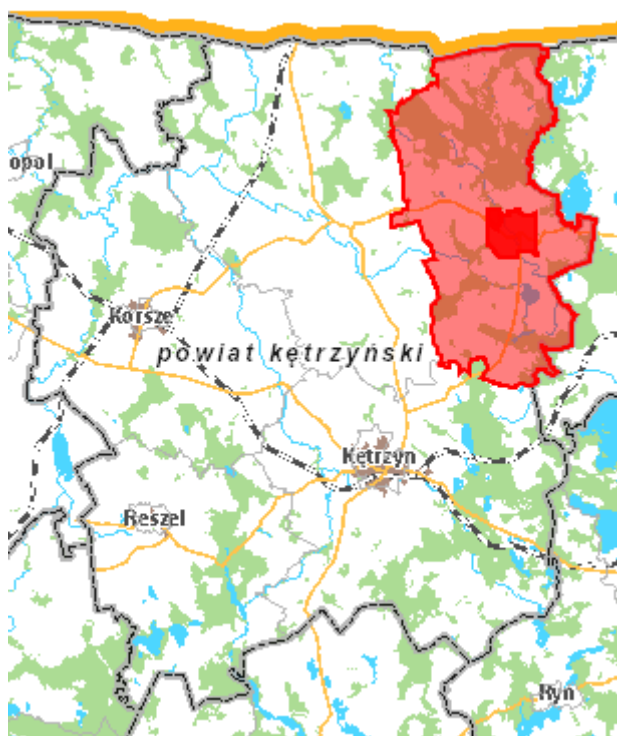 opol
Korsze
powiat kętrzyński
Kętrzyn
Reszel
Ryn